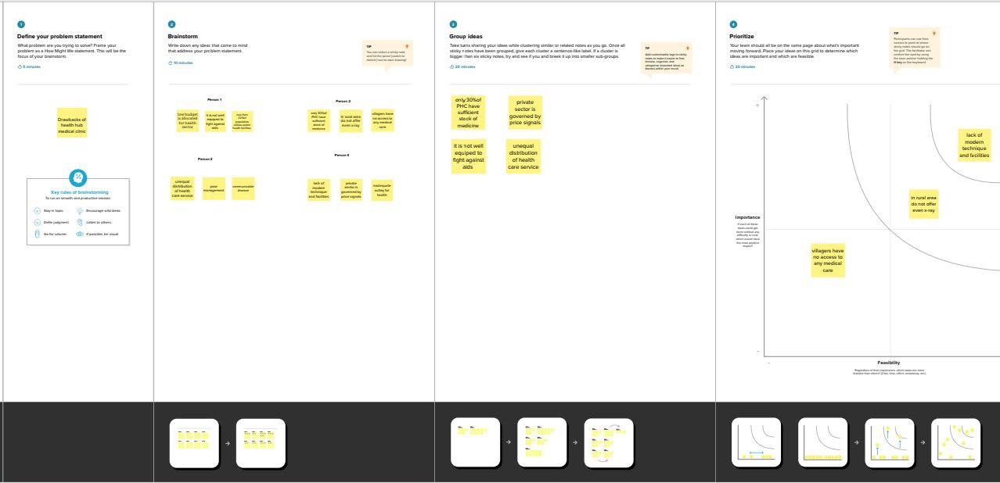 1
Define your problem statement
What problem are you trying to solve? Frame your
problem as a How Might We statement. This will be the
focus of your brainstorm.
5 minutes
Drawbacks of
health hub
medical clinic
Key rules of brainstorming
To run an smooth and productive session
Stay in topic.
Encourage wild ideas.
Defer judgment.
Listen to others.
Go for volume.
If possible, be visual.
2
Brainstorm
Write down any ideas that come to mind
that address your problem statement.
10 minutes
TIP
You can select a sticky note
and hit the pencil [switch to
sketch] icon to start drawing!
Person 1
low budget
is allocated
for health
sector
it is not well
equiped to
fight against
aids
less than
20%of
population
utilises public
health facilities
Person 2
only 30%of
PHC have
sufficient
stock of
medicine
in rural area
do not offer
even x-ray
villagers have
no access to
any medical
care
Person 3
unequal
distribution
of health
care service
poor
management
communicable
disease
Person 4
lack of
modern
technique
and facilities
private
sector is
governed by
price signals
inadequate
outlay for
health
3
Group ideas
Take turns sharing your ideas while clustering similar or related notes as you go. Once all
sticky notes have been grouped, give each cluster a sentence-like label. If a cluster is
bigger than six sticky notes, try and see if you and break it up into smaller sub-groups.
20 minutes
TIP
Add customizable tags to sticky
notes to make it easier to find,
browse, organize, and
categorize important ideas as
themes within your mural.
only 30%of
PHC have
sufficient
stock of
medicine
private
sector is
governed by
price signals
it is not well
equiped to
fight against
aids
unequal
distribution
of health
care service
4
Prioritize
Your team should all be on the same page about what's important
moving forward. Place your ideas on this grid to determine which
ideas are important and which are feasible.
20 minutes
TIP
Participants can use their
cursors to point at where
sticky notes should go on
the grid. The facilitator can
confirm the spot by using
the laser pointer holding the
H key on the keyboard.
+
lack of
modern
technique
and facilities
in rural area
do not offer
even x-ray
Importance
If each of these
tasks could get
done without any
difficulty or cost,
which would have
the most positive
impact?
villagers have
no access to
any medical
care
-
-
Feasibility
Regardless of their importance, which tasks are more
feasible than others? (Cost, time, effort, complexity, etc.)